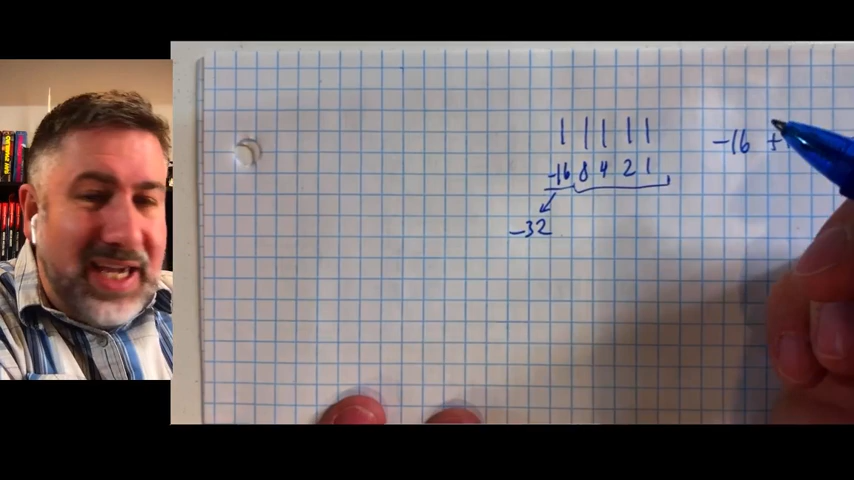 1 1 1 1 1
-16 8 4 2 1
-32
-16 +